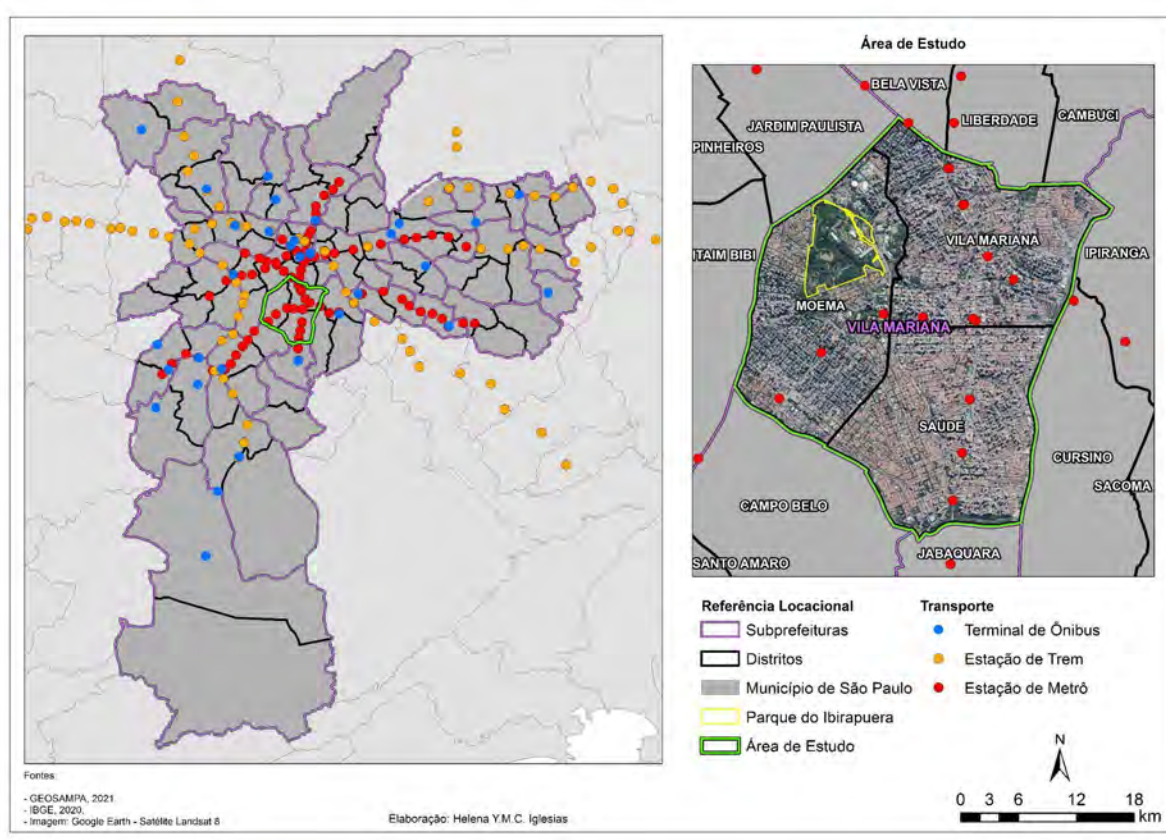 Área de Estudo
BELA VISTA
LIBERDADE
CAMBUCI
JARDIM PAULISTA
PINHEIROS
VILA MARIANA
IPIRANGA
ITAIM BIBI
MOEMA
VILA MARIANA
SAÚDE
CURSINO
SACOMA
CAMPO BELO
JABAQUARA
SANTO AMARO
Referência Locacional
Subprefeituras
Distritos
Município de São Paulo
Parque do Ibirapuera
Área de Estudo
Transporte
Terminal de Ônibus
Estação de Trem
Estação de Metrô
N
0 3 6 12 18
km
Fontes:
- GEOSAMPA, 2021.
- IBGE, 2020.
- Imagem: Google Earth - Satélite Landsat 8
Elaboração: Helena Y.M.C. Iglesias